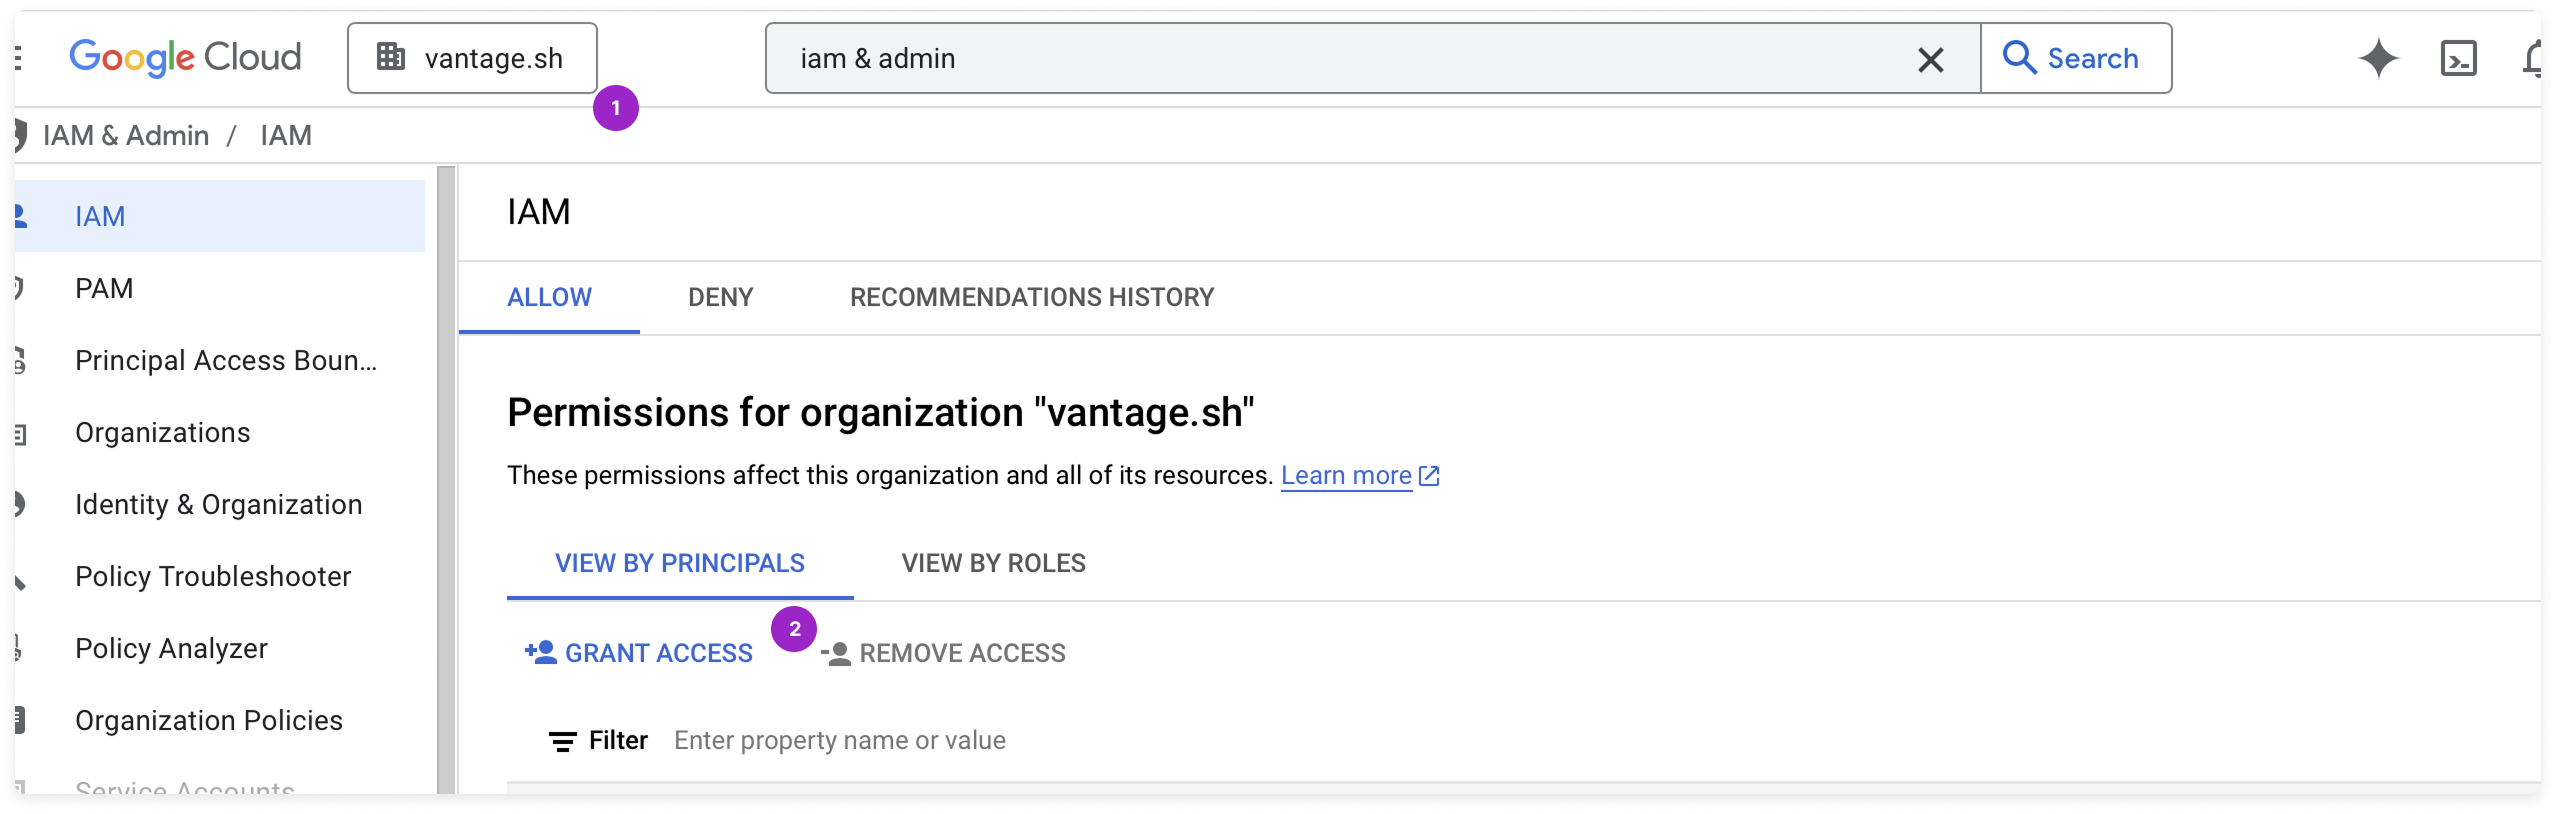 Google Cloud
vantage.sh
iam & admin
Search
1
IAM & Admin / IAM
IAM
PAM
Principal Access Boun...
Organizations
Identity & Organization
Policy Troubleshooter
Policy Analyzer
Organization Policies
Service Accounts
IAM
ALLOW DENY RECOMMENDATIONS HISTORY
Permissions for organization "vantage.sh"
These permissions affect this organization and all of its resources. Learn more
VIEW BY PRINCIPALS VIEW BY ROLES
2
GRANT ACCESS REMOVE ACCESS
Filter Enter property name or value